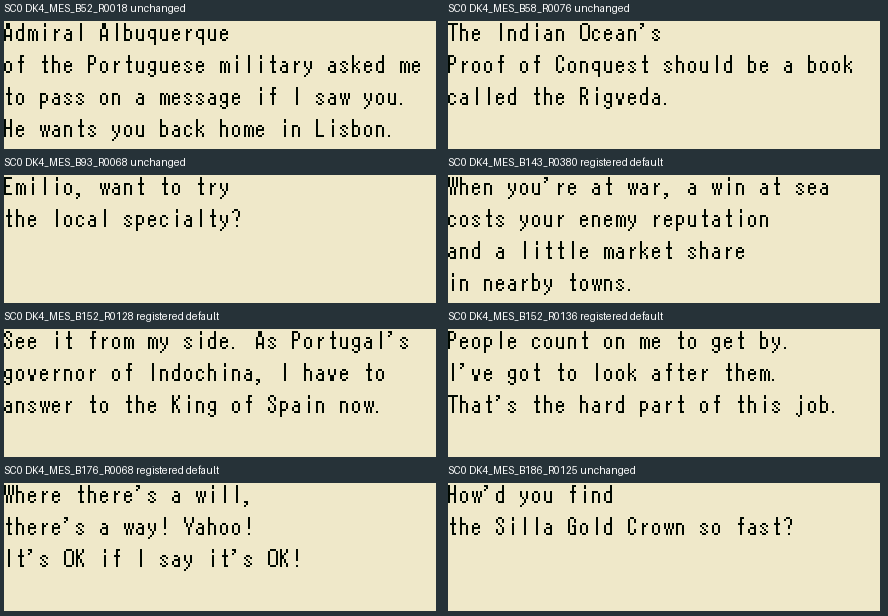 SC0 DK4_MES_B52_R0018 unchanged
Admiral Albuquerque
of the Portuguese military asked me
to pass on a message if I saw you.
He wants you back home in Lisbon.
SC0 DK4_MES_B58_R0076 unchanged
The Indian Ocean's
Proof of Conquest should be a book
called the Rigveda.
SC0 DK4_MES_B93_R0068 unchanged
Emilio, want to try
the local specialty?
SC0 DK4_MES_B143_R0380 registered default
When you're at war, a win at sea
costs your enemy reputation
and a little market share
in nearby towns.
SC0 DK4_MES_B152_R0128 registered default
See it from my side. As Portugal's
governor of Indochina, I have to
answer to the King of Spain now.
SC0 DK4_MES_B152_R0136 registered default
People count on me to get by.
I've got to look after them.
That's the hard part of this job.
SC0 DK4_MES_B176_R0068 registered default
Where there's a will,
there's a way! Yahoo!
It's OK if I say it's OK!
SC0 DK4_MES_B186_R0125 unchanged
How'd you find
the Silla Gold Crown so fast?